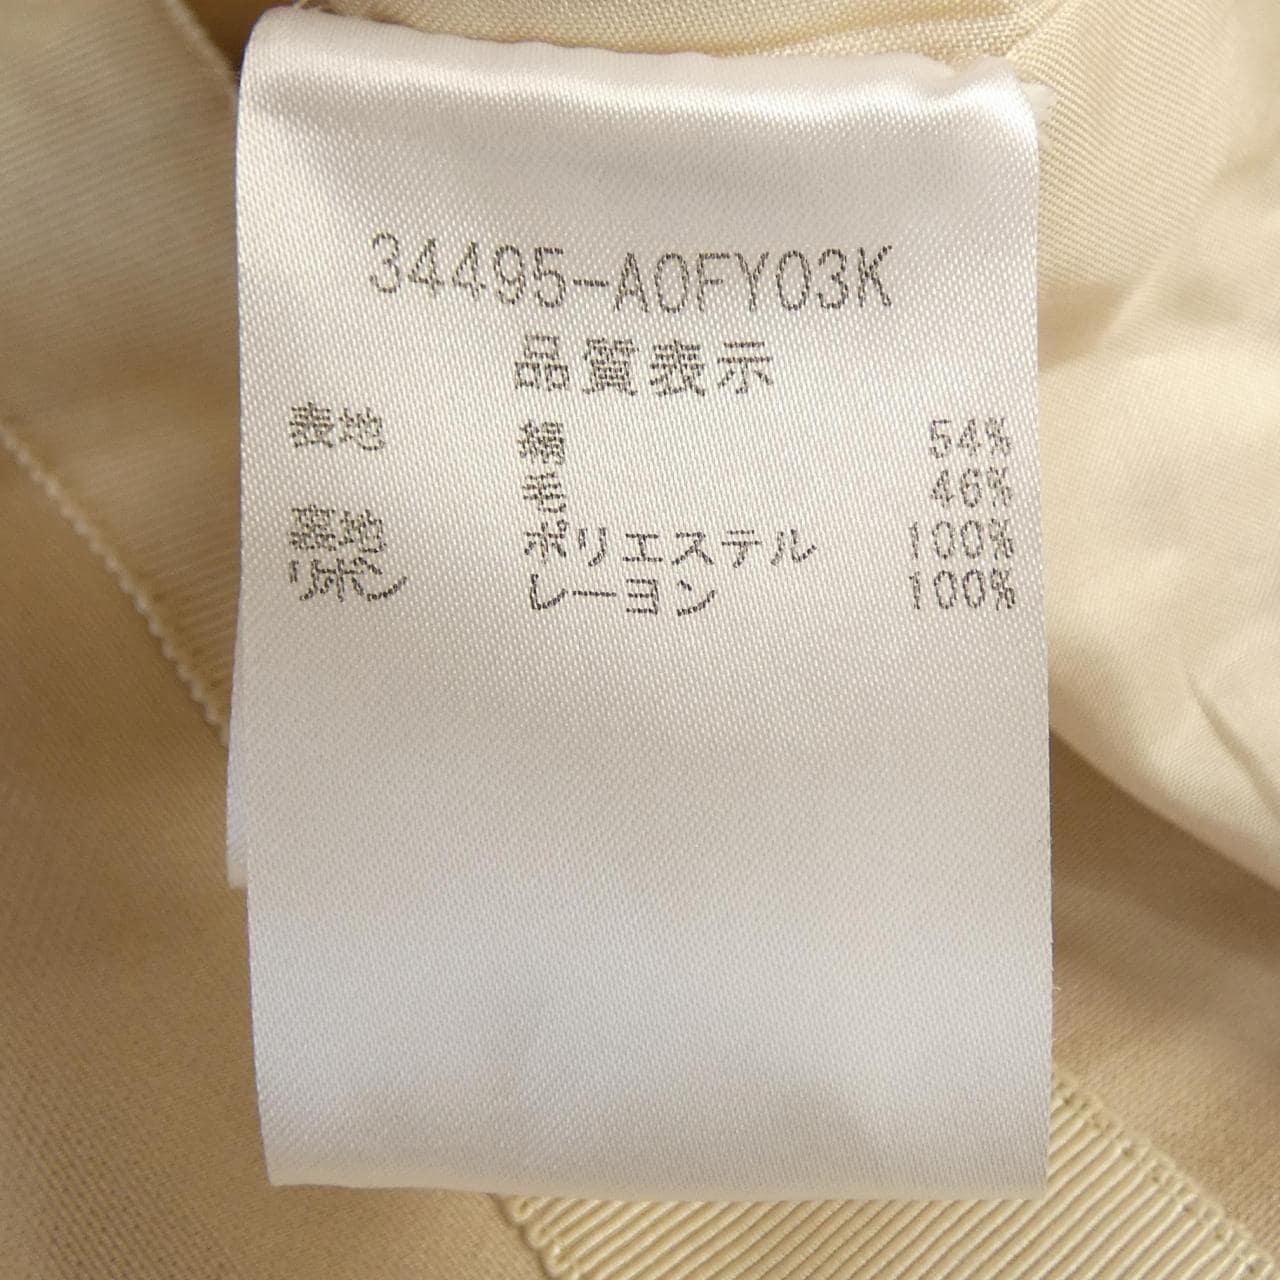 34495-A0FY03K
品質表示
表地 絹 54%
毛 46%
裏地 ポリエステル 100%
リボン レーヨン 100%